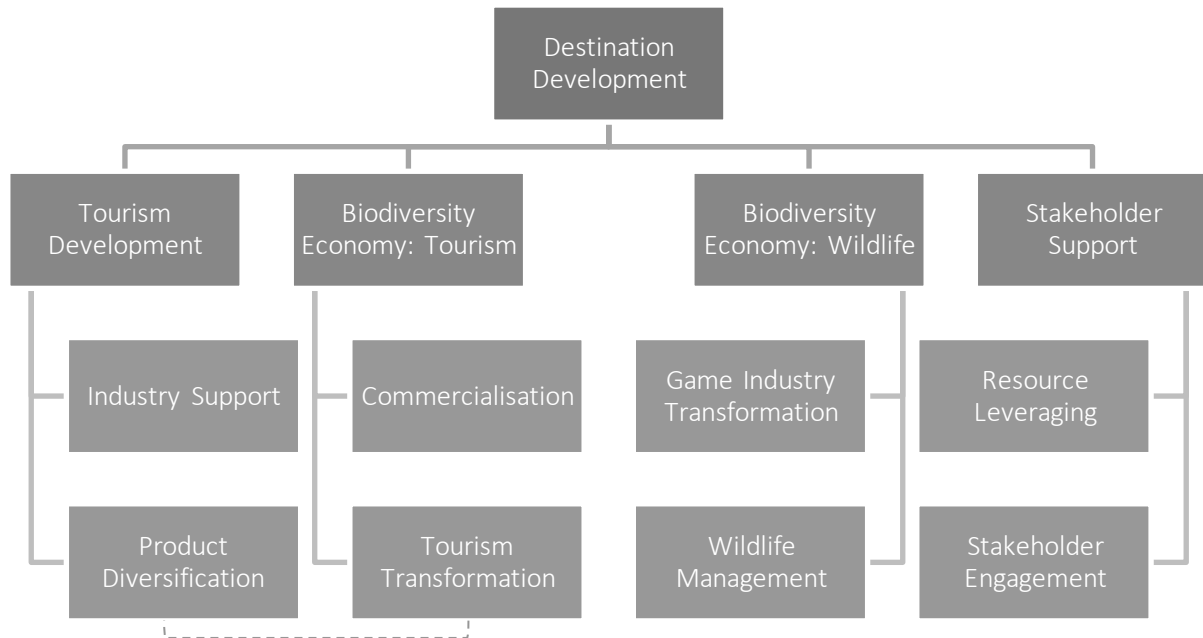 Destination
Development
Tourism
Development
Biodiversity
Economy: Tourism
Biodiversity
Economy: Wildlife
Stakeholder
Support
Industry Support
Commercialisation
Game Industry
Transformation
Resource
Leveraging
Product
Diversification
Tourism
Transformation
Wildlife
Management
Stakeholder
Engagement